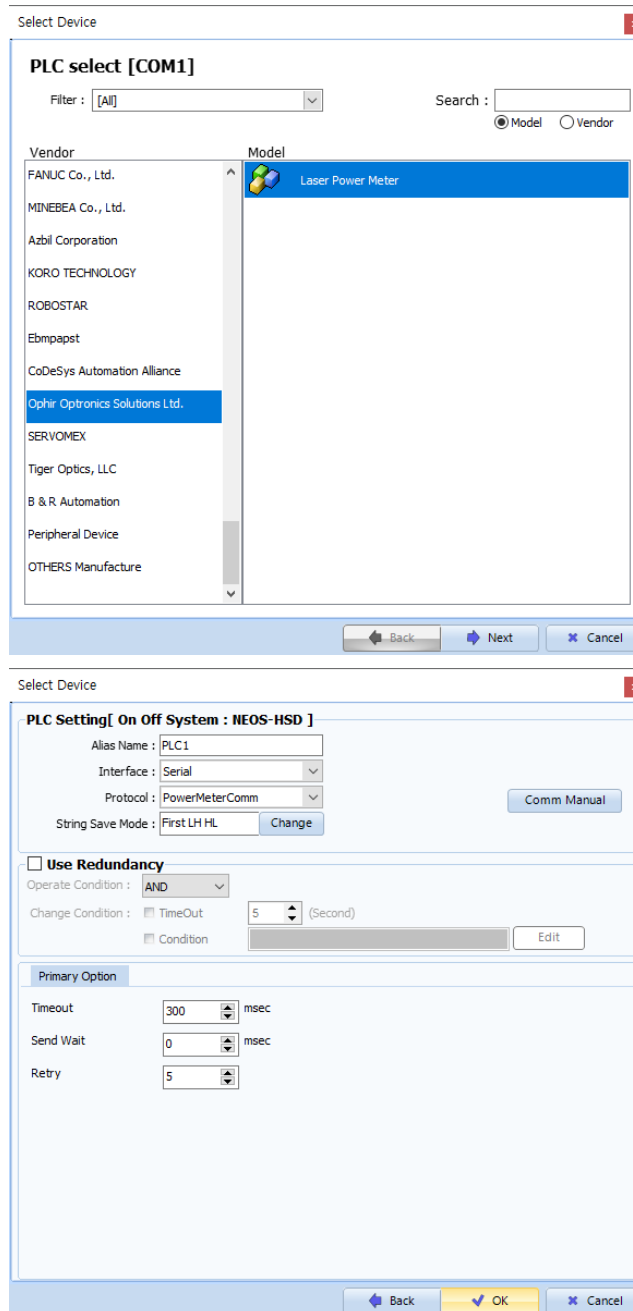 Select Device
PLC select [COM1]
Filter : [All] Search :
Model Vendor
Vendor Model
FANUC Co., Ltd.
Laser Power Meter
MINEBEA Co., Ltd.
Azbil Corporation
KORO TECHNOLOGY
ROBOSTAR
Ebmpapst
CoDeSys Automation Alliance
Ophir Optronics Solutions Ltd.
SERVOMEX
Tiger Optics, LLC
B & R Automation
Peripheral Device
OTHERS Manufacture
Back Next Cancel
Select Device
PLC Setting[ On Off System : NEOS-HSD ]
Alias Name : PLC1
Interface : Serial
Protocol : PowerMeterComm Comm Manual
String Save Mode : First LH HL Change
Use Redundancy
Operate Condition : AND
Change Condition : TimeOut 5 (Second)
Condition Edit
Primary Option
Timeout 300 msec
Send Wait 0 msec
Retry 5
Back OK Cancel